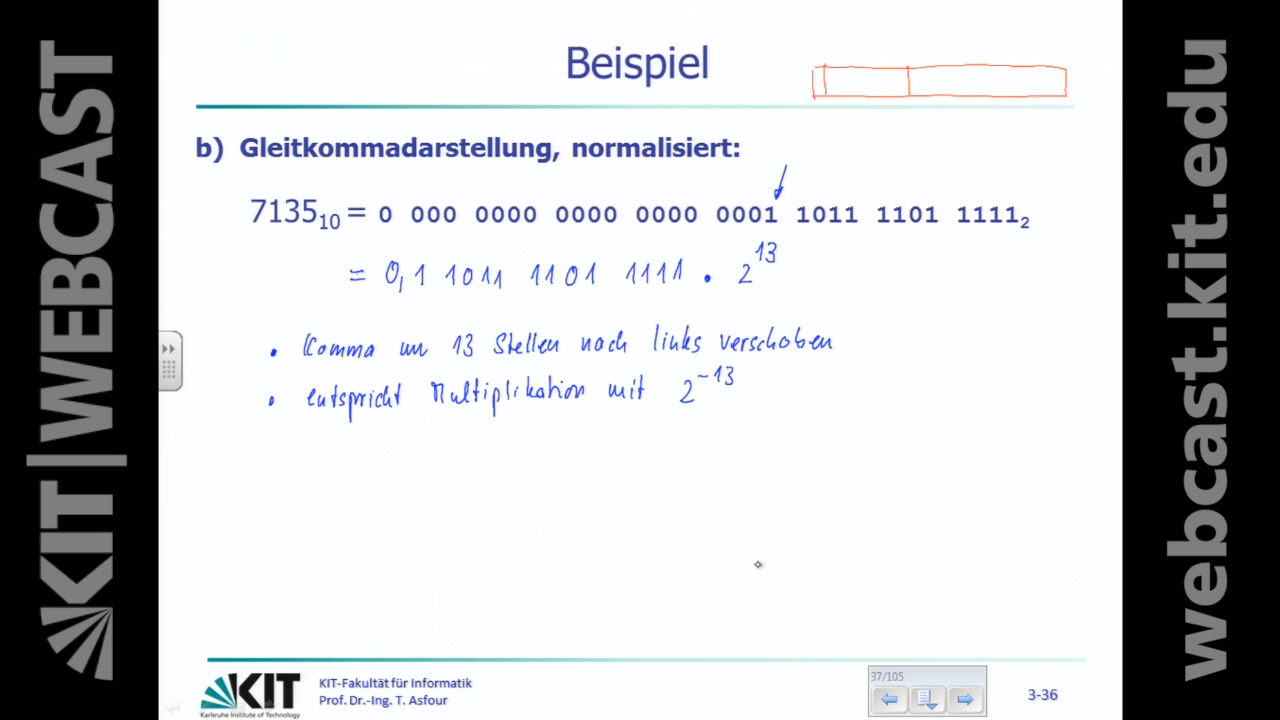 KIT|WEBCAST
Beispiel
b) Gleitkommadarstellung, normalisiert:
7135₁₀ = 0 000 0000 0000 0000 0001 1011 1101 1111₂
= 0,1 1011 1101 1111 . 2¹³
• Komma um 13 Stellen nach links verschoben
• entspricht Multiplikation mit 2⁻¹³
KIT
Karlsruhe Institute of Technology
KIT-Fakultät für Informatik
Prof. Dr.-Ing. T. Asfour
37/105
3-36
webcast.kit.edu